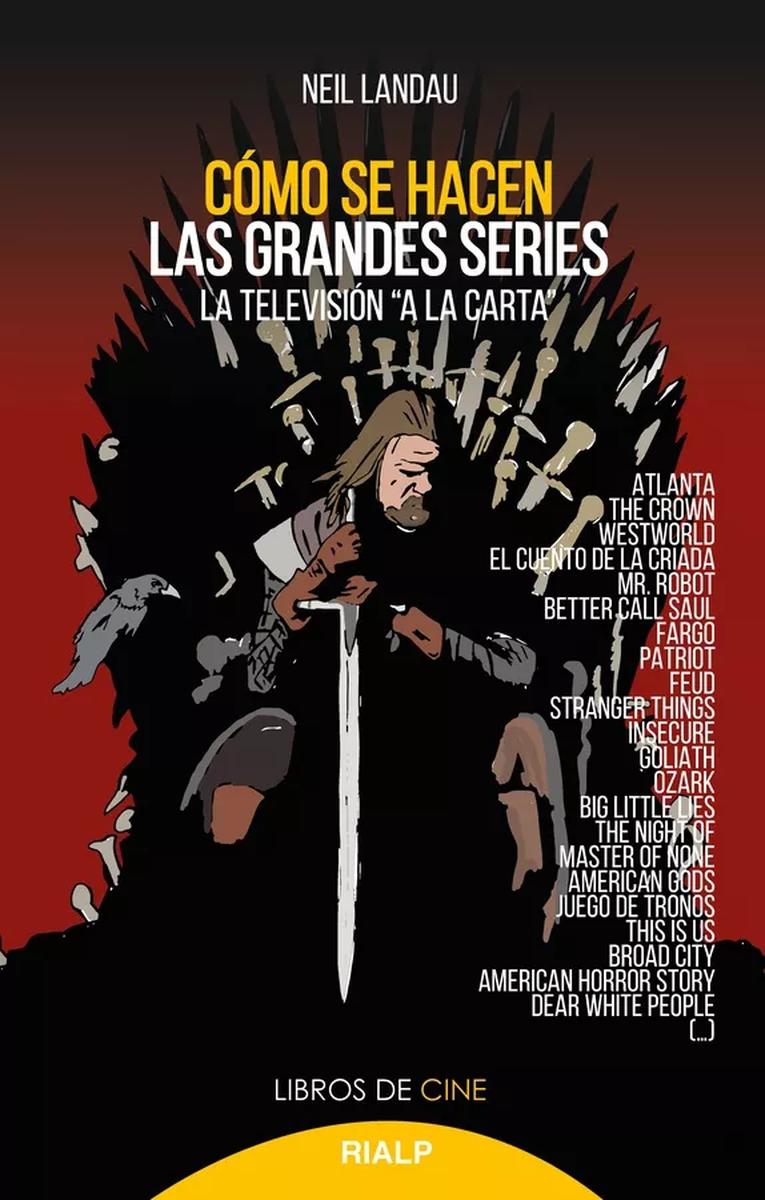 NEIL LANDAU
CÓMO SE HACEN
LAS GRANDES SERIES
LA TELEVISIÓN “A LA CARTA”
ATLANTA
THE CROWN
WESTWORLD
EL CUENTO DE LA CRIADA
MR. ROBOT
BETTER CALL SAUL
FARGO
PATRIOT
FEUD
STRANGER THINGS
INSECURE
GOLIATH
OZARK
BIG LITTLE LIES
THE NIGHT OF
MASTER OF NONE
AMERICAN GODS
JUEGO DE TRONOS
THIS IS US
BROAD CITY
AMERICAN HORROR STORY
DEAR WHITE PEOPLE
(...)
LIBROS DE CINE
RIALP